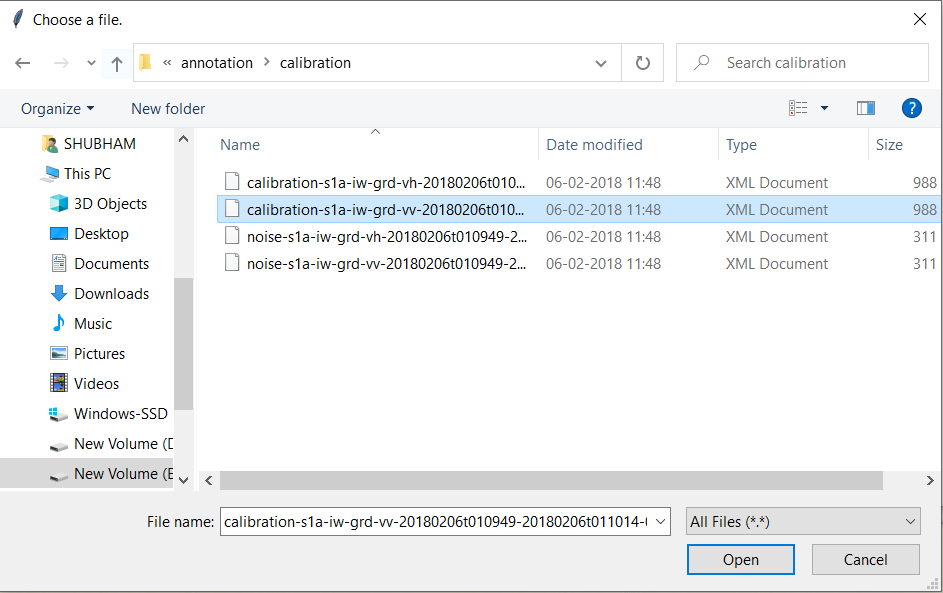 Choose a file.
« annotation > calibration
Search calibration
Organize
New folder
?
Name
Date modified
Type
Size
SHUBHAM
This PC
3D Objects
Desktop
Documents
Downloads
Music
Pictures
Videos
Windows-SSD
New Volume (D
New Volume (E
calibration-s1a-iw-grd-vh-20180206t010... 06-02-2018 11:48 XML Document 988
calibration-s1a-iw-grd-vv-20180206t010... 06-02-2018 11:48 XML Document 988
noise-s1a-iw-grd-vh-20180206t010949-2... 06-02-2018 11:48 XML Document 311
noise-s1a-iw-grd-vv-20180206t010949-2... 06-02-2018 11:48 XML Document 311
File name: calibration-s1a-iw-grd-vv-20180206t010949-20180206t011014-
All Files (*.*)
Open
Cancel